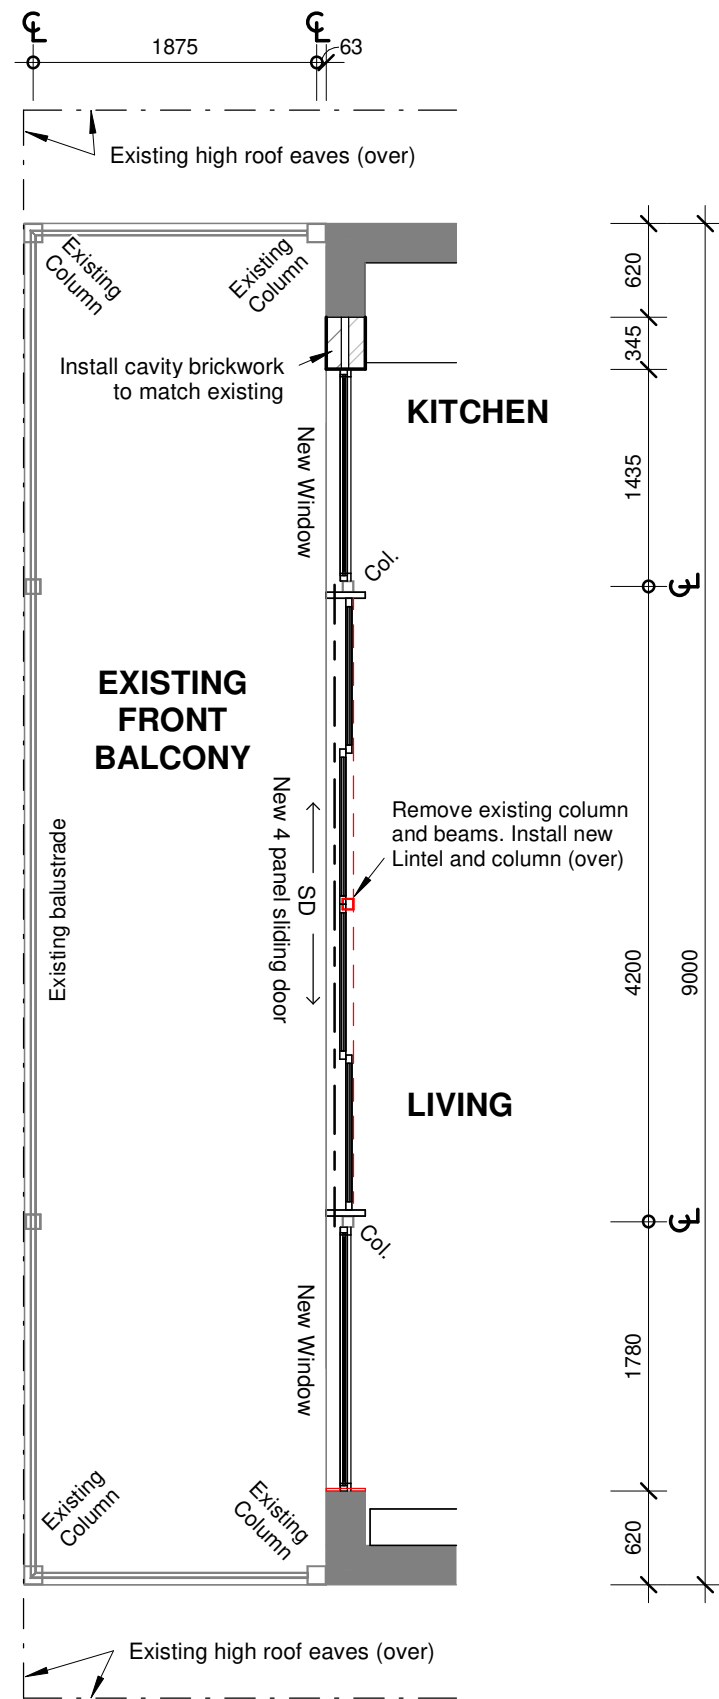 ℄
℄
1875
63
Existing high roof eaves (over)
Existing
Column
Existing
Column
620
345
Install cavity brickwork
to match existing
KITCHEN
New Window
1435
Col.
℄
EXISTING
FRONT
BALCONY
New 4 panel sliding door
SD
Remove existing column
and beams. Install new
Lintel and column (over)
Existing balustrade
4200
9000
LIVING
Col.
℄
New Window
1780
Existing
Column
Existing
Column
620
Existing high roof eaves (over)